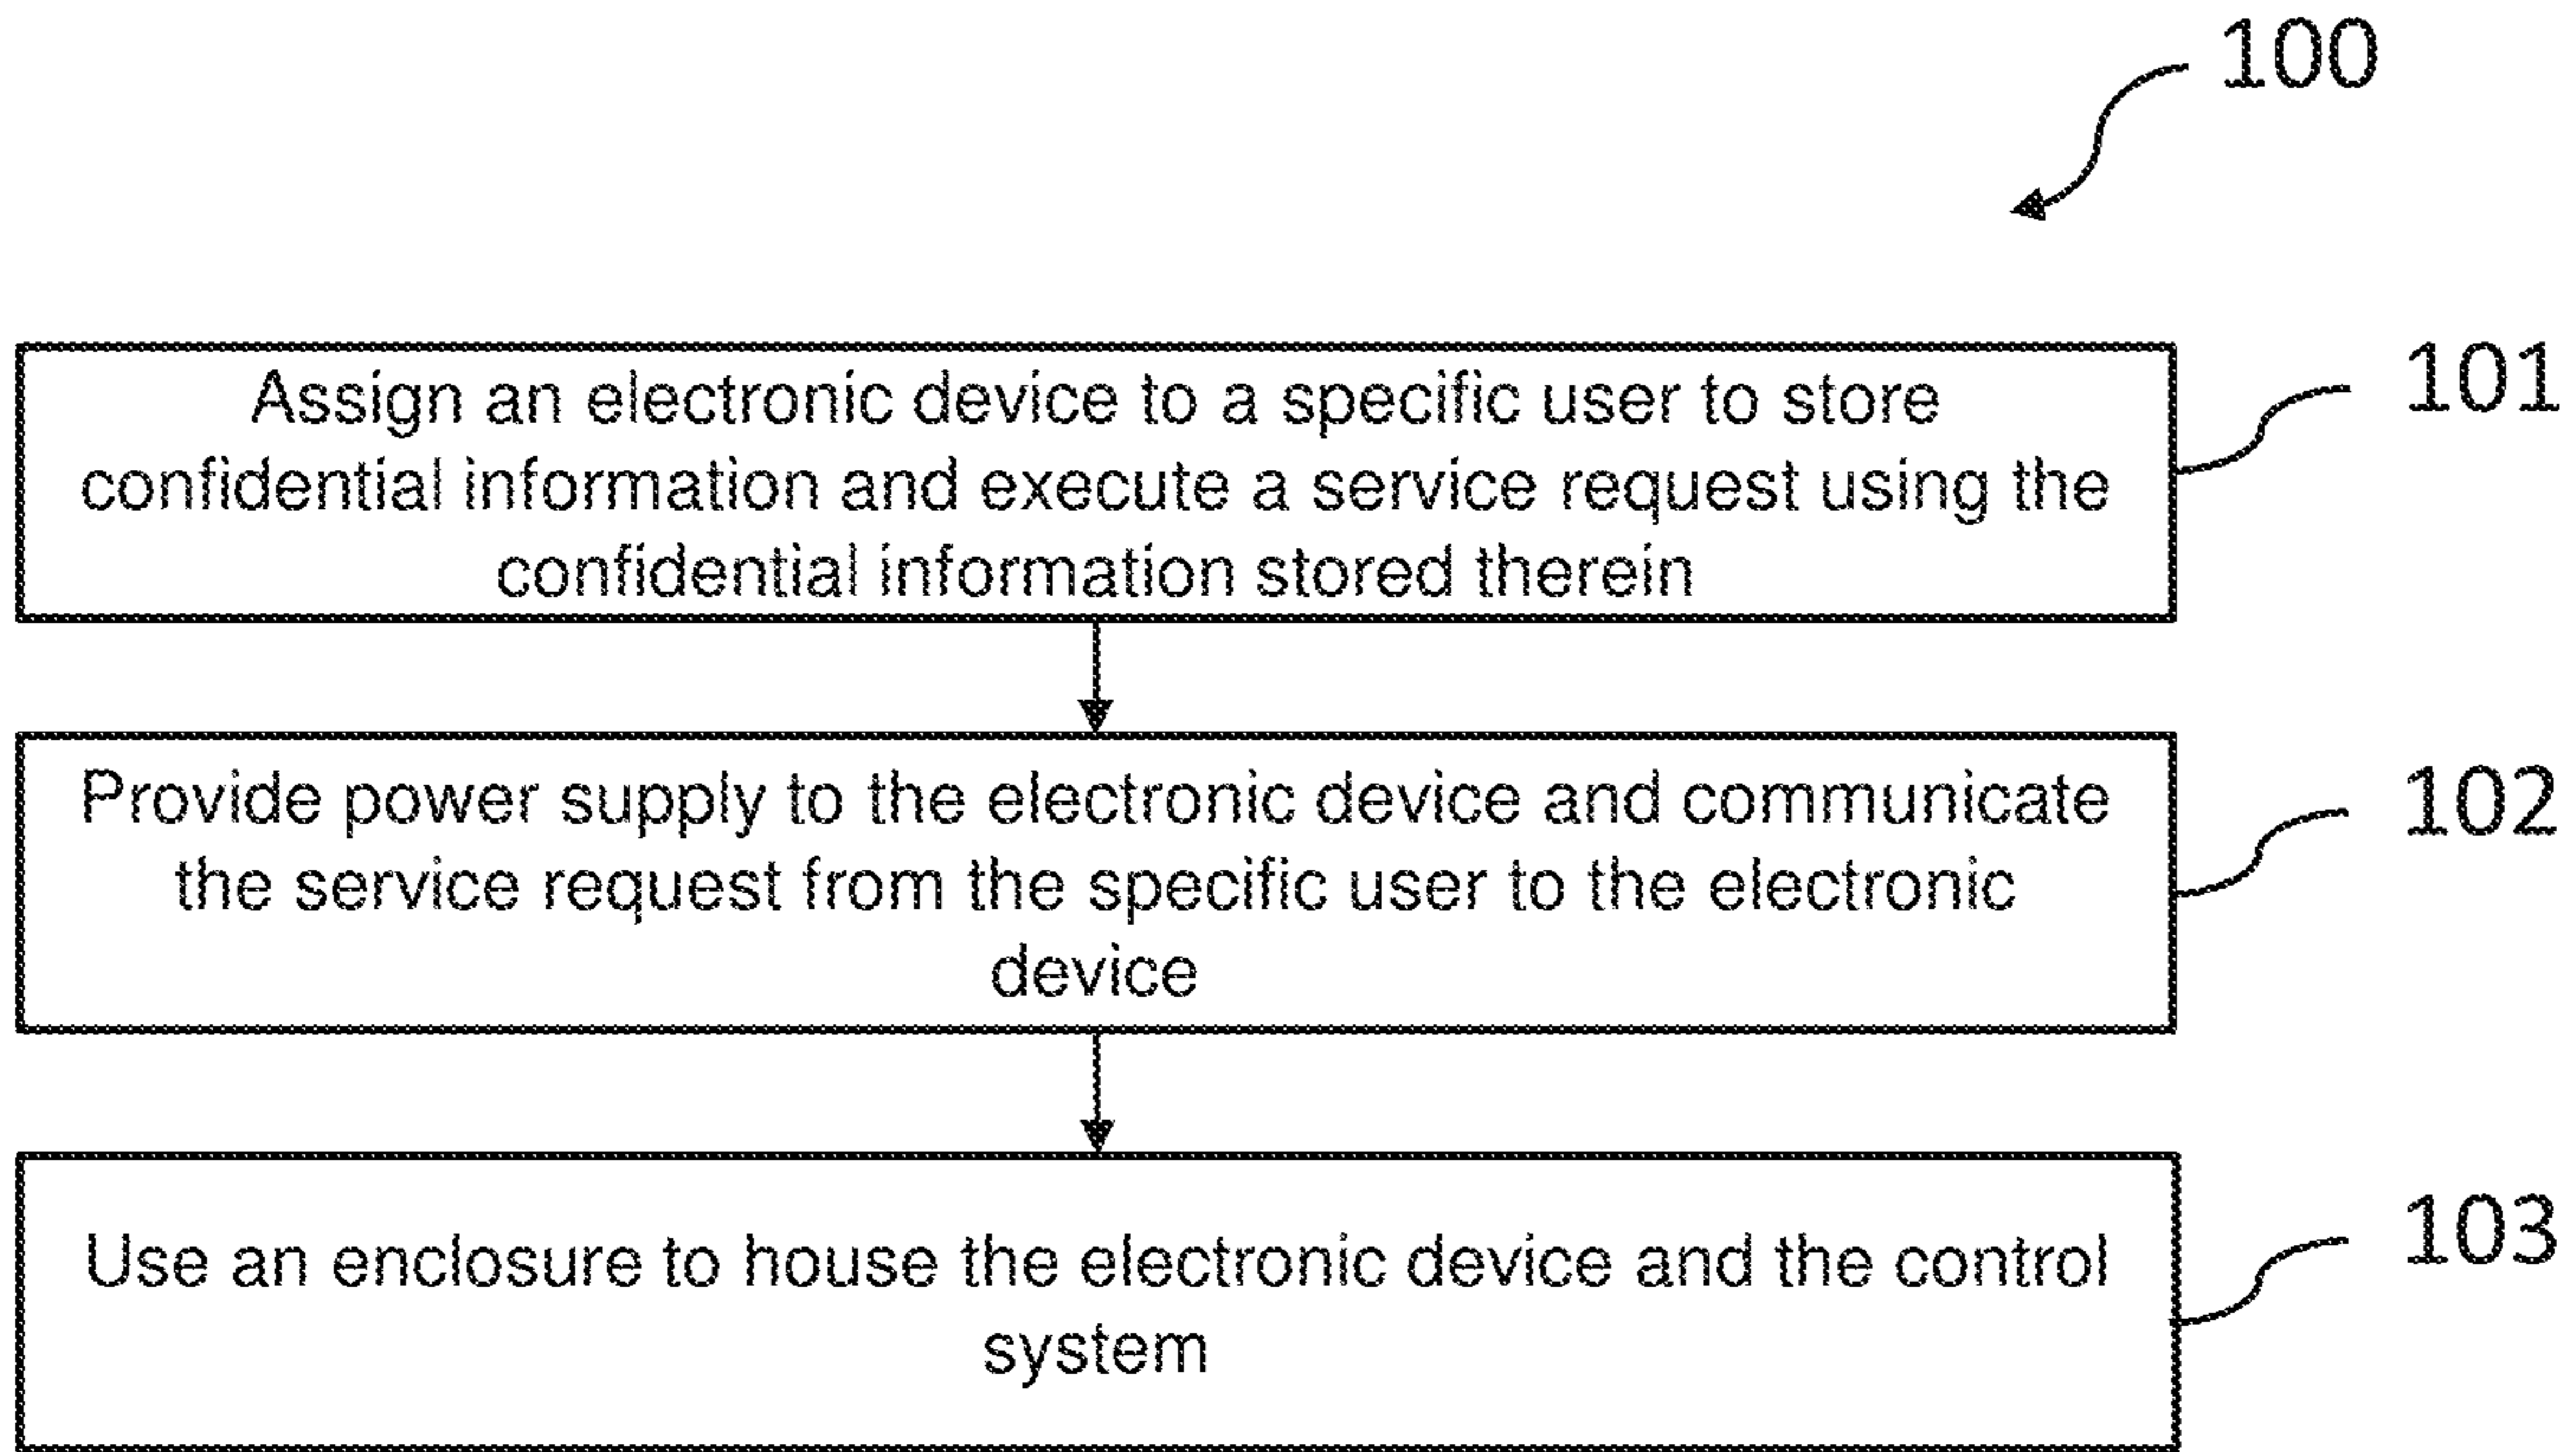 100
Assign an electronic device to a specific user to store
confidential information and execute a service request using the
confidential information stored therein
101
Provide power supply to the electronic device and communicate
the service request from the specific user to the electronic
device
102
Use an enclosure to house the electronic device and the control
system
103